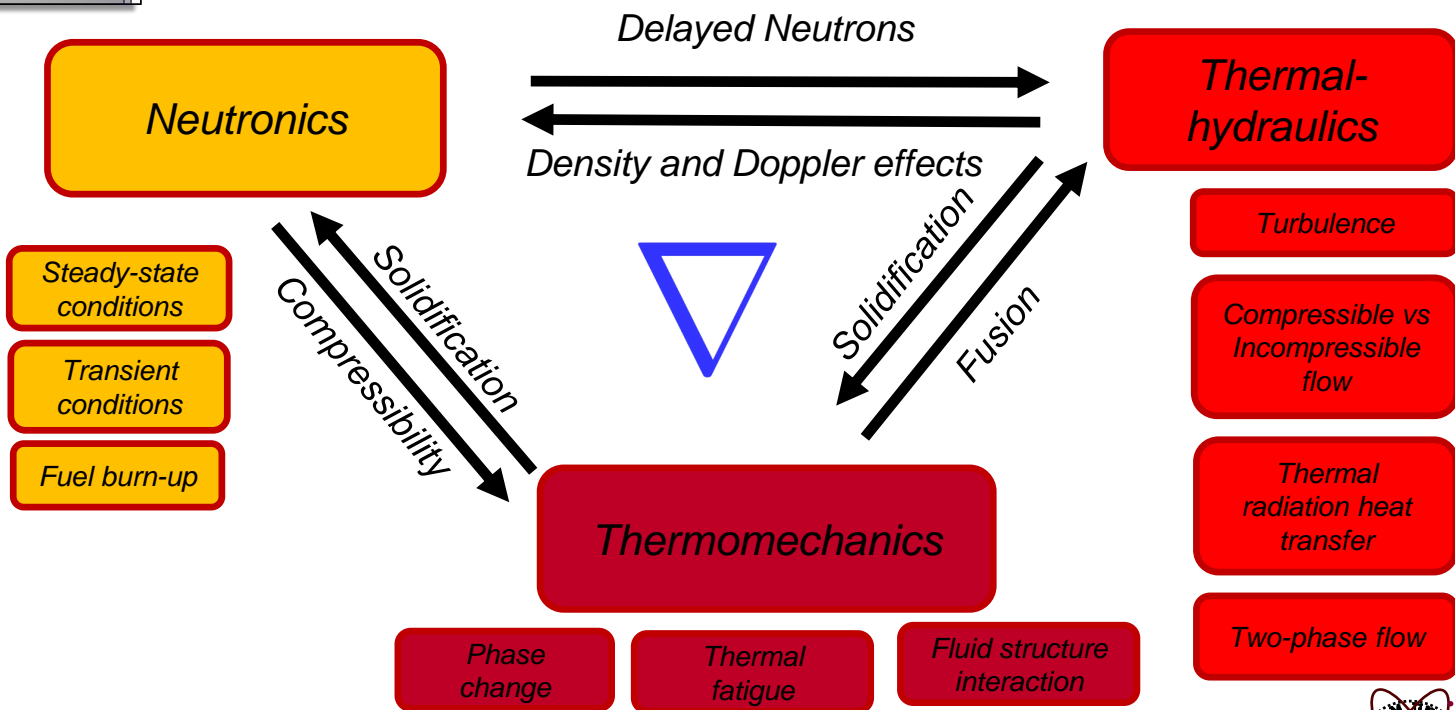 Delayed Neutrons
Neutronics
Thermal-
hydraulics
Density and Doppler effects
Turbulence
Steady-state
conditions
Solidification
Compressibility
Solidification
Fusion
Compressible vs
Incompressible
flow
Transient
conditions
Fuel burn-up
Thermal
radiation heat
transfer
Thermomechanics
Two-phase flow
Phase
change
Thermal
fatigue
Fluid structure
interaction